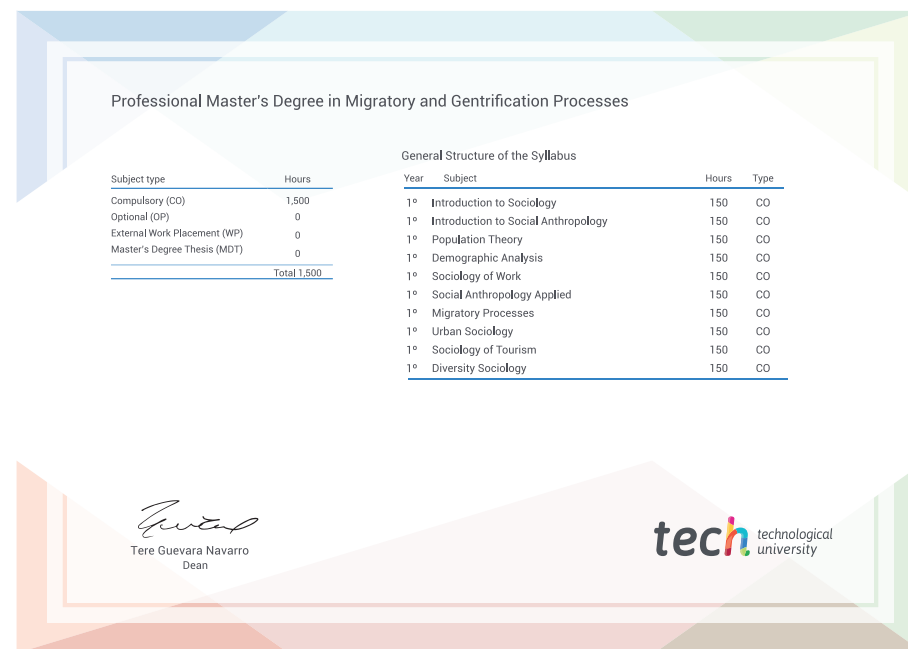 Professional Master's Degree in Migratory and Gentrification Processes
Subject type Hours
Compulsory (CO) 1,500
Optional (OP) 0
External Work Placement (WP) 0
Master's Degree Thesis (MDT) 0
Total 1,500
General Structure of the Syllabus
Year Subject Hours Type
1º Introduction to Sociology 150 CO
1º Introduction to Social Anthropology 150 CO
1º Population Theory 150 CO
1º Demographic Analysis 150 CO
1º Sociology of Work 150 CO
1º Social Anthropology Applied 150 CO
1º Migratory Processes 150 CO
1º Urban Sociology 150 CO
1º Sociology of Tourism 150 CO
1º Diversity Sociology 150 CO
Tere Guevara Navarro
Dean
tech technological
university